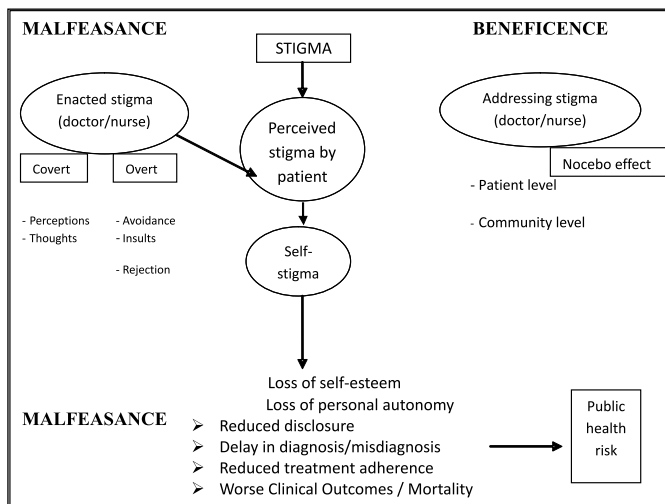 MALFEASANCE
BENEFICENCE
STIGMA
Enacted stigma
(doctor/nurse)
Perceived
stigma by
patient
Addressing stigma
(doctor/nurse)
Covert
Overt
Nocebo effect
- Perceptions
- Thoughts
- Avoidance
- Insults
- Rejection
- Patient level
- Community level
Self-
stigma
Loss of self-esteem
Loss of personal autonomy
MALFEASANCE
➢ Reduced disclosure
➢ Delay in diagnosis/misdiagnosis
➢ Reduced treatment adherence
➢ Worse Clinical Outcomes / Mortality
Public
health
risk